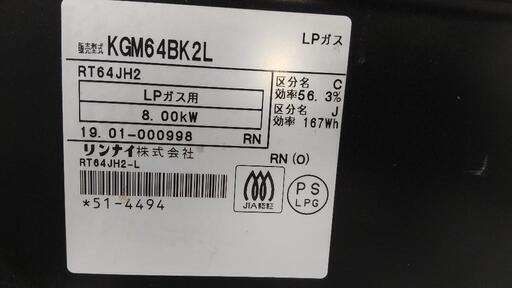 販売型式 KGM64BK2L LPガス
RT64JH2
LPガス用
8.00kW
19.01-000998 RN
区分名 C
効率56.3%
区分名 J
効率 167Wh
リンナイ株式会社
RT64JH2-L
RN (O)
*51-4494
JIA認証
PS
LPG